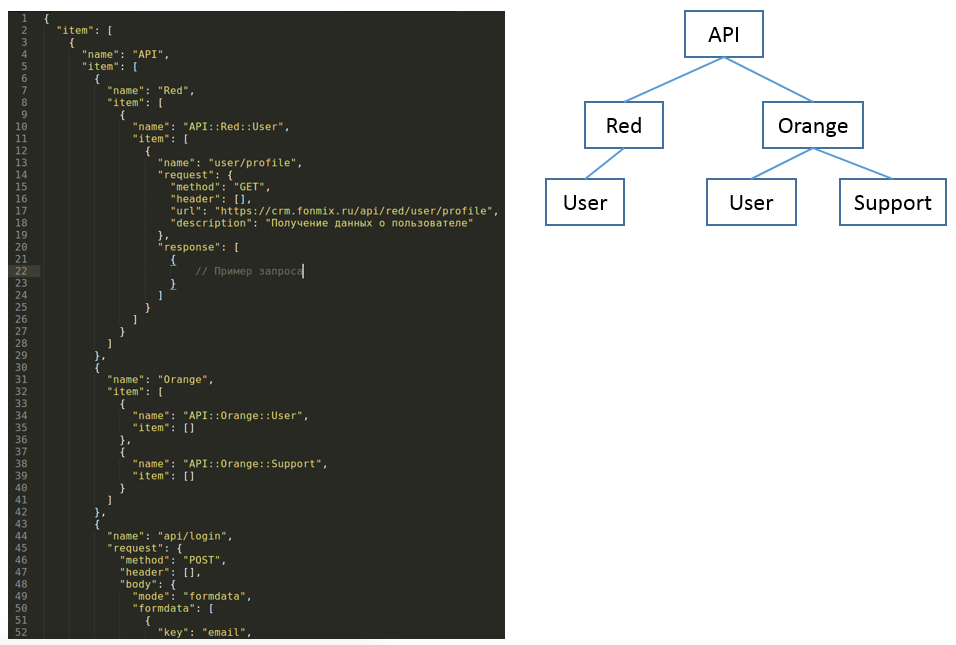 1 {
2 "item": [
3 {
4 "name": "API",
5 "item": [
6 {
7 "name": "Red",
8 "item": [
9 {
10 "name": "API::Red::User",
11 "item": [
12 {
13 "name": "user/profile",
14 "request": {
15 "method": "GET",
16 "header": [],
17 "url": "https://crm.fonmix.ru/api/red/user/profile",
18 "description": "Получение данных о пользователе"
19 },
20 "response": [
21 {
22 // Пример запроса
23 }
24 ]
25 }
26 ]
27 }
28 ]
29 },
30 {
31 "name": "Orange",
32 "item": [
33 {
34 "name": "API::Orange::User",
35 "item": []
36 },
37 {
38 "name": "API::Orange::Support",
39 "item": []
40 }
41 ]
42 },
43 {
44 "name": "api/login",
45 "request": {
46 "method": "POST",
47 "header": [],
48 "body": {
49 "mode": "formdata",
50 "formdata": [
51 {
52 "key": "email",
API
Red Orange
User User Support